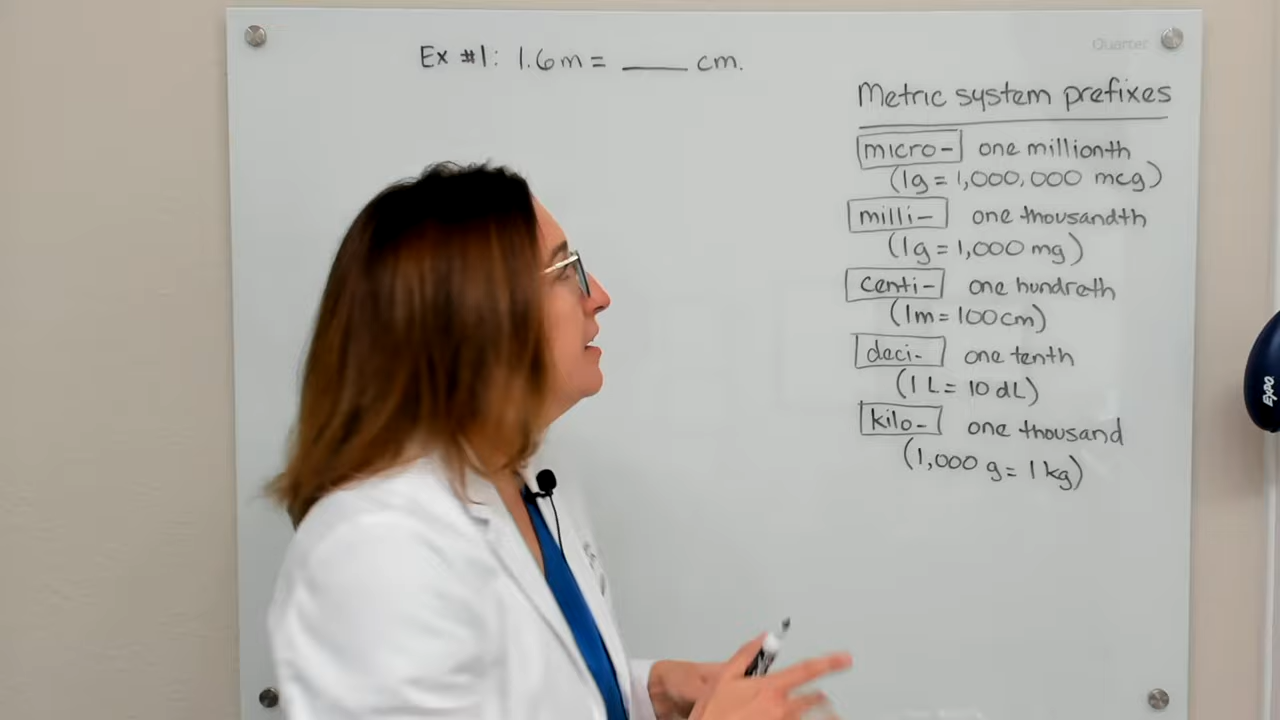 Ex #1: 1.6m = ____ cm.
Quartet
Metric system prefixes
micro- one millionth
(1g = 1,000,000 mcg)
milli- one thousandth
(1g = 1,000 mg)
centi- one hundreth
(1m = 100cm)
deci- one tenth
(1 L = 10 dL)
kilo- one thousand
(1,000 g = 1 kg)
EXPO